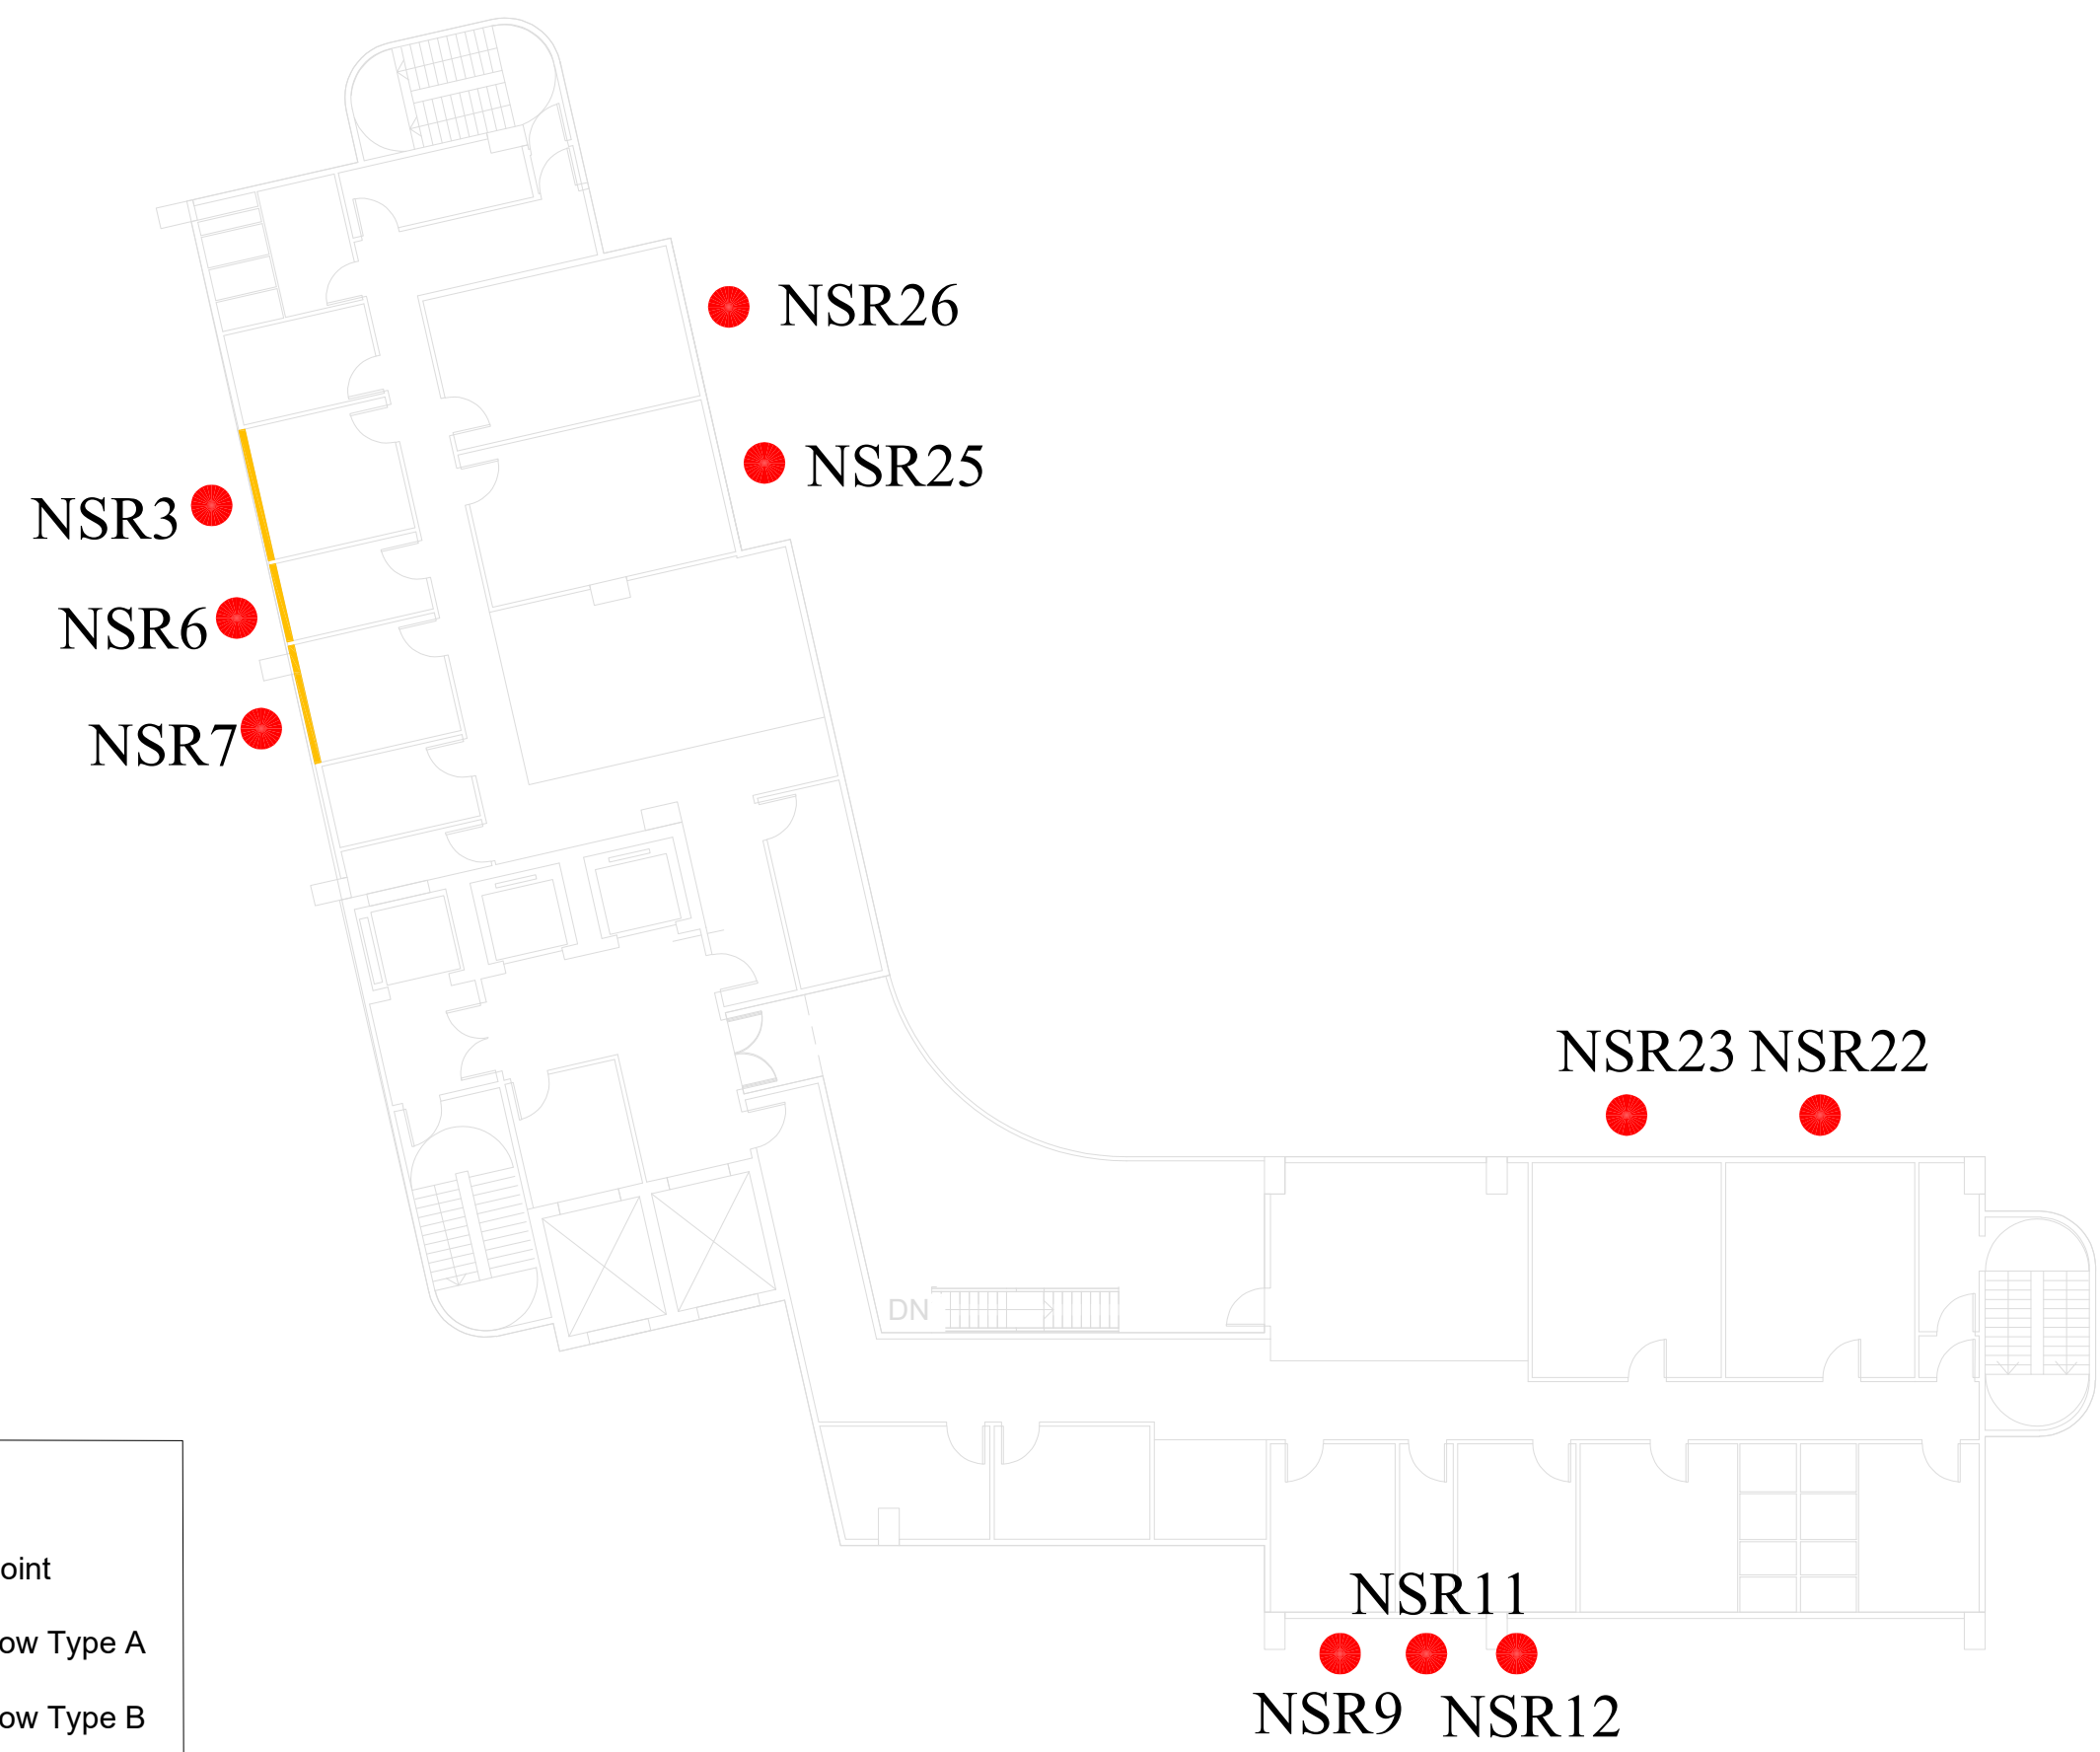 NSR26
NSR25
NSR3
NSR6
NSR7
NSR23 NSR22
DN
oint
NSR11
ow Type A
NSR9 NSR12
ow Type B